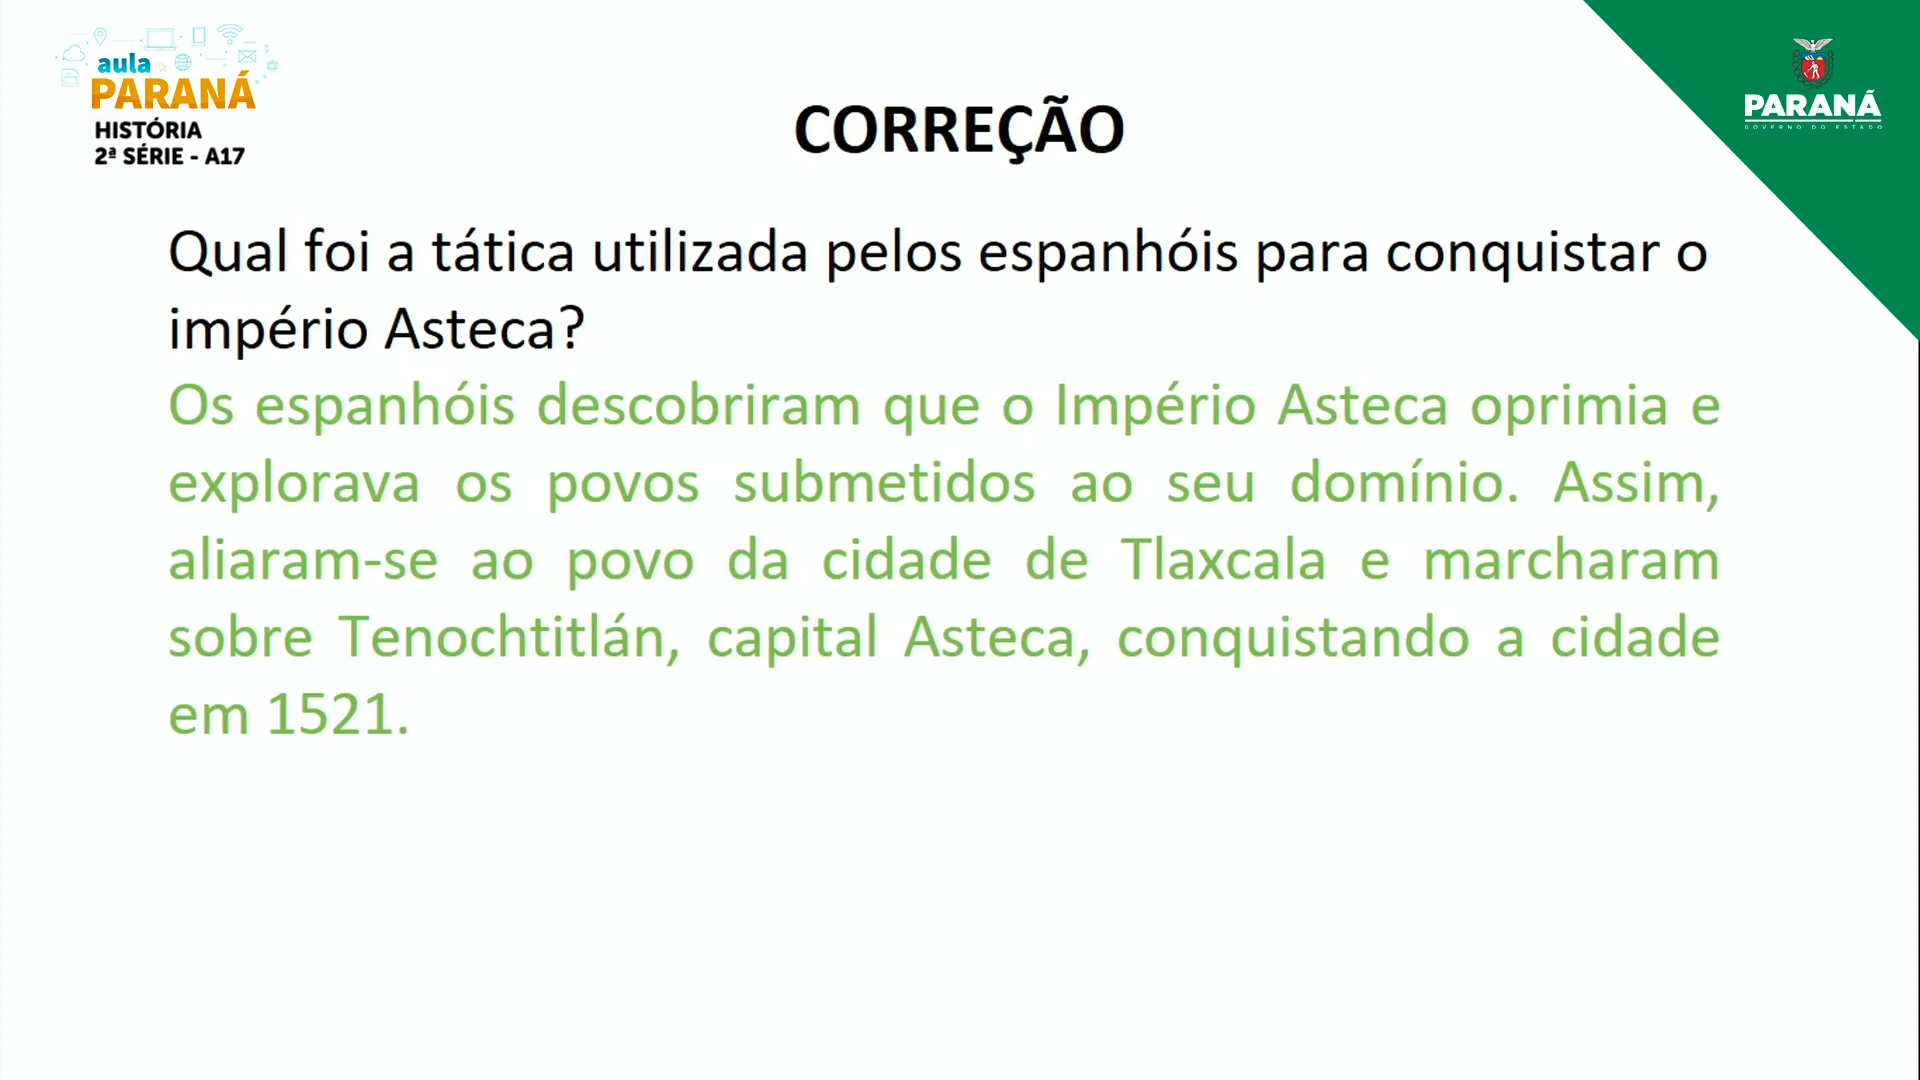 aula
PARANÁ
HISTÓRIA
2ª SÉRIE - A17
PARANÁ
GOVERNO DO ESTADO
CORREÇÃO
Qual foi a tática utilizada pelos espanhóis para conquistar o
império Asteca?
Os espanhóis descobriram que o Império Asteca oprimia e
explorava os povos submetidos ao seu domínio. Assim,
aliaram-se ao povo da cidade de Tlaxcala e marcharam
sobre Tenochtitlán, capital Asteca, conquistando a cidade
em 1521.